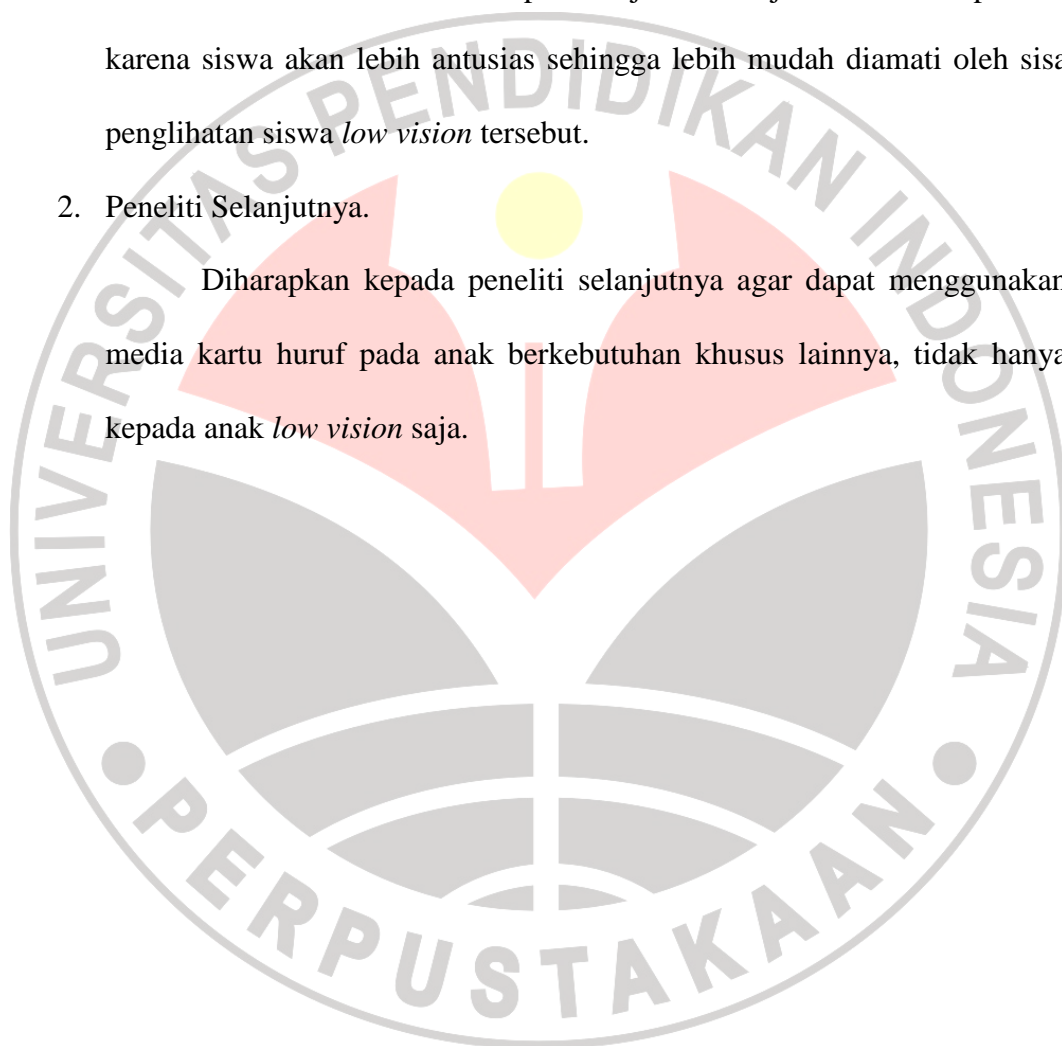 karena siswa akan lebih antusias sehingga lebih mudah diamati oleh sisa
penglihatan siswa low vision tersebut.
2. Peneliti Selanjutnya.
Diharapkan kepada peneliti selanjutnya agar dapat menggunakan
media kartu huruf pada anak berkebutuhan khusus lainnya, tidak hanya
kepada anak low vision saja.
UNIVERSITAS PENDIDIKAN INDONESIA
PERPUSTAKAAN